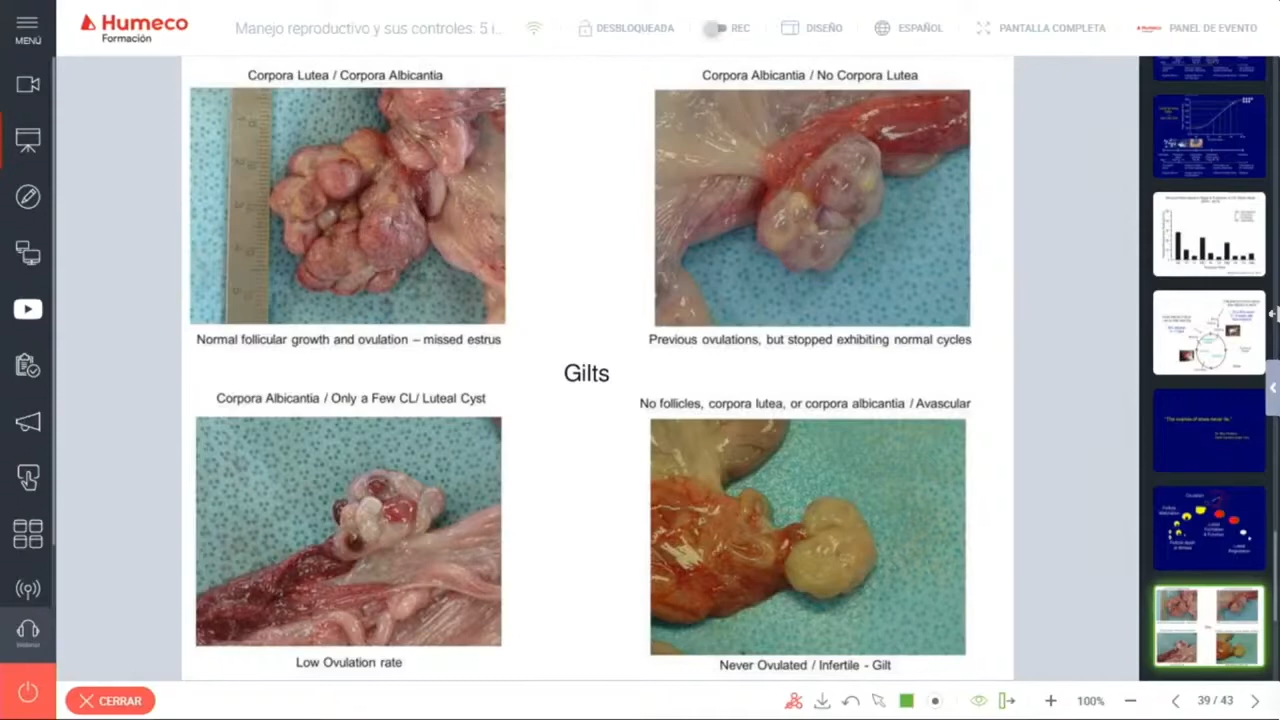 Humeco
Formación
MENÚ
Manejo reproductivo y sus controles: 5 i...
DESBLOQUEADA
REC
DISEÑO
ESPAÑOL
PANTALLA COMPLETA
PANEL DE EVENTO
Corpora Lutea / Corpora Albicantia
Corpora Albicantia / No Corpora Lutea
Normal follicular growth and ovulation – missed estrus
Previous ovulations, but stopped exhibiting normal cycles
Gilts
Corpora Albicantia / Only a Few CL/ Luteal Cyst
No follicles, corpora lutea, or corpora albicantia / Avascular
Low Ovulation rate
Never Ovulated / Infertile - Gilt
CERRAR
100%
39 / 43